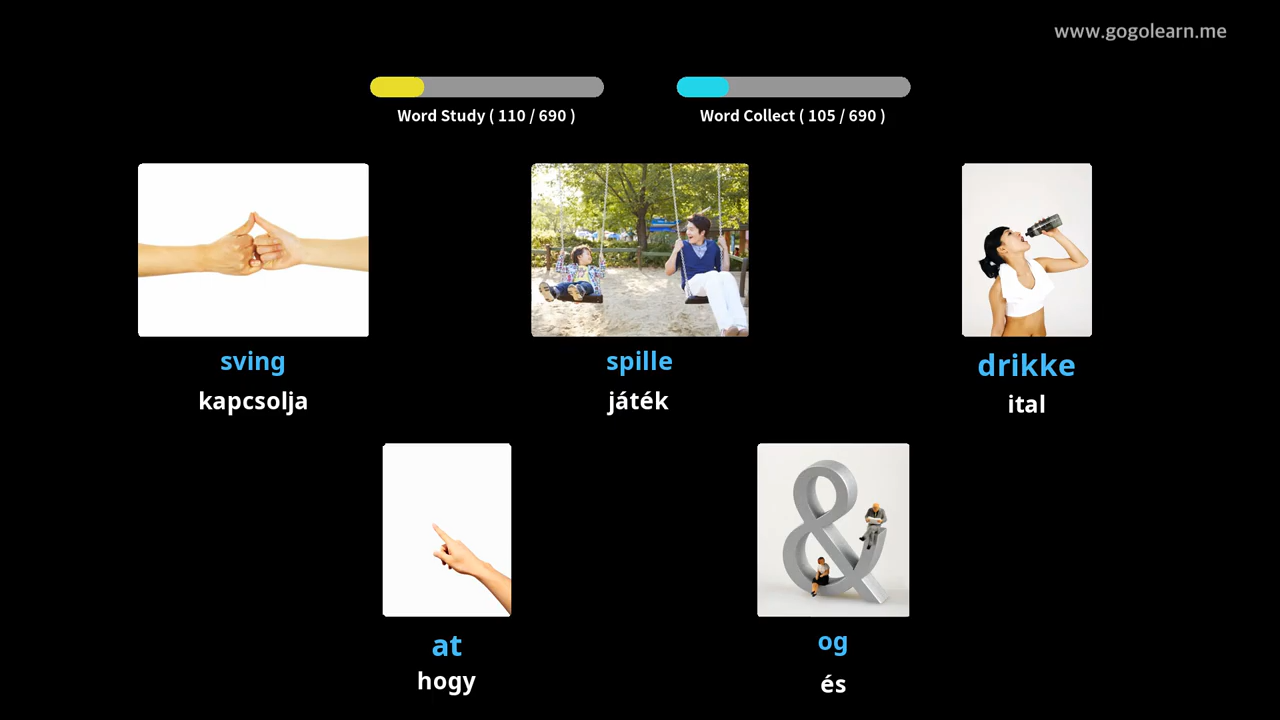 www.gogolearn.me
Word Study ( 110 / 690 )
Word Collect ( 105 / 690 )
sving
kapcsolja
spille
játék
drikke
ital
at
hogy
og
és